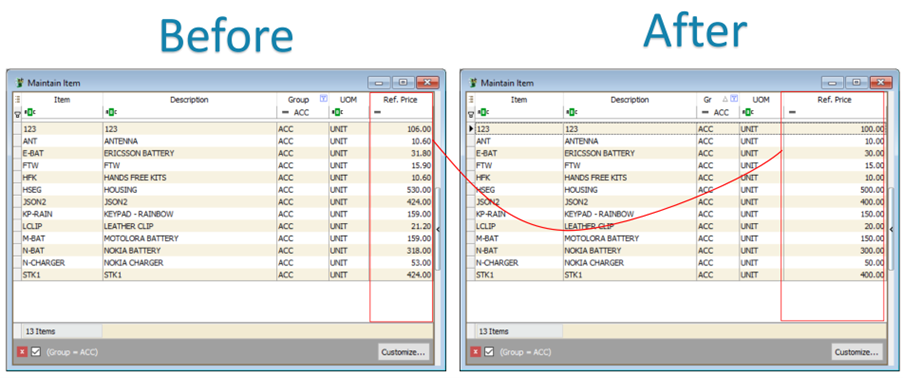 Before
After
Maintain Item
Item Description Group UOM Ref. Price
= ACC =
123 123 ACC UNIT 106.00
ANT ANTENNA ACC UNIT 10.60
E-BAT ERICSSON BATTERY ACC UNIT 31.80
FTW FTW ACC UNIT 15.90
HFK HANDS FREE KITS ACC UNIT 10.60
HSEG HOUSING ACC UNIT 530.00
JSON2 JSON2 ACC UNIT 424.00
KP-RAIN KEYPAD - RAINBOW ACC UNIT 159.00
LCLIP LEATHER CLIP ACC UNIT 21.20
M-BAT MOTOLORA BATTERY ACC UNIT 159.00
N-BAT NOKIA BATTERY ACC UNIT 318.00
N-CHARGER NOKIA CHARGER ACC UNIT 53.00
STK1 STK1 ACC UNIT 424.00
13 Items
(Group = ACC) Customize...
Maintain Item
Item Description Gr UOM Ref. Price
= ACC =
123 123 ACC UNIT 100.00
ANT ANTENNA ACC UNIT 10.00
E-BAT ERICSSON BATTERY ACC UNIT 30.00
FTW FTW ACC UNIT 15.00
HFK HANDS FREE KITS ACC UNIT 10.00
HSEG HOUSING ACC UNIT 500.00
JSON2 JSON2 ACC UNIT 400.00
KP-RAIN KEYPAD - RAINBOW ACC UNIT 150.00
LCLIP LEATHER CLIP ACC UNIT 20.00
M-BAT MOTOLORA BATTERY ACC UNIT 150.00
N-BAT NOKIA BATTERY ACC UNIT 300.00
N-CHARGER NOKIA CHARGER ACC UNIT 50.00
STK1 STK1 ACC UNIT 400.00
13 Items
(Group = ACC) Customize...